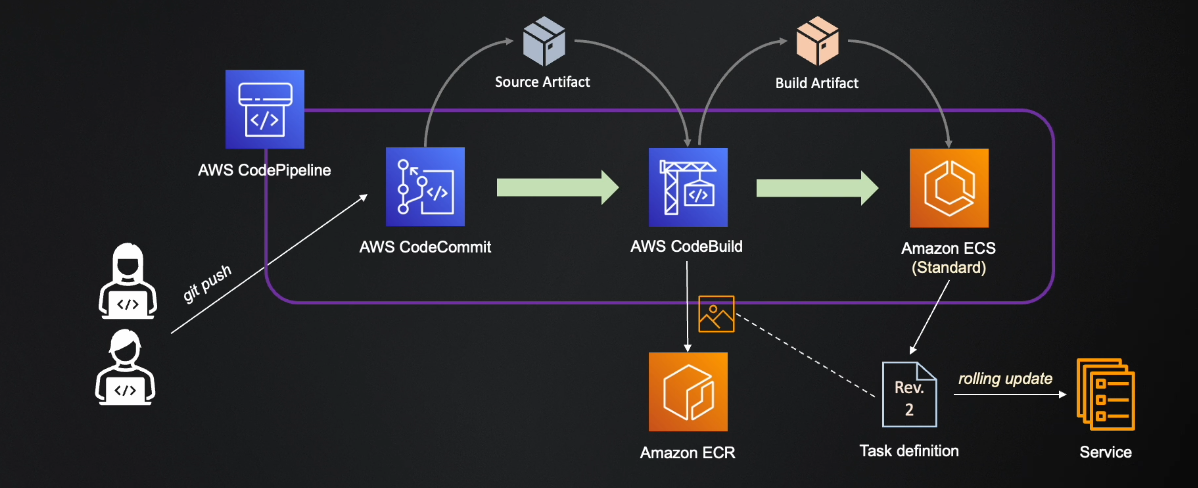 Source Artifact
Build Artifact
</>
AWS CodePipeline
</>
AWS CodeCommit
</>
AWS CodeBuild
Amazon ECS
(Standard)
git push
</>
</>
Amazon ECR
Rev.
2
Task definition
rolling update
Service